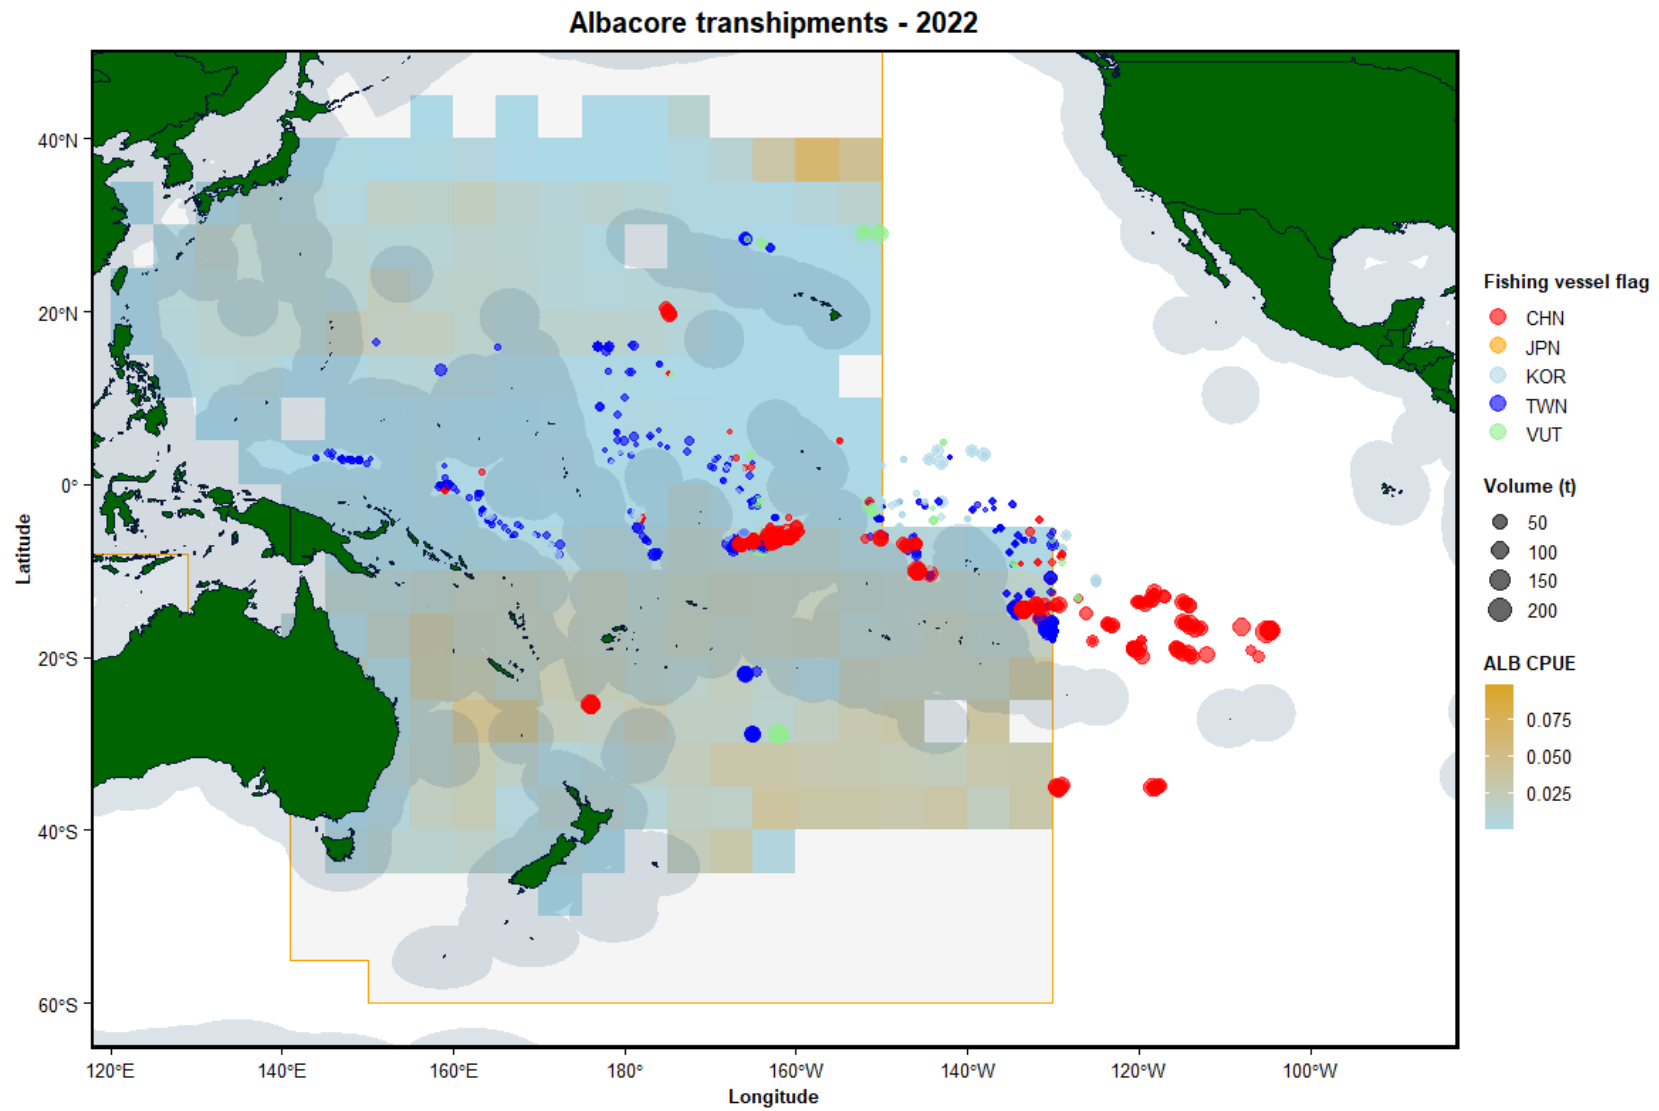 Albacore transhipments - 2022
Latitude
40°N
20°N
0°
20°S
40°S
60°S
120°E
140°E
160°E
180°
160°W
140°W
120°W
100°W
Longitude
Fishing vessel flag
CHN
JPN
KOR
TWN
VUT
Volume (t)
50
100
150
200
ALB CPUE
0.075
0.050
0.025